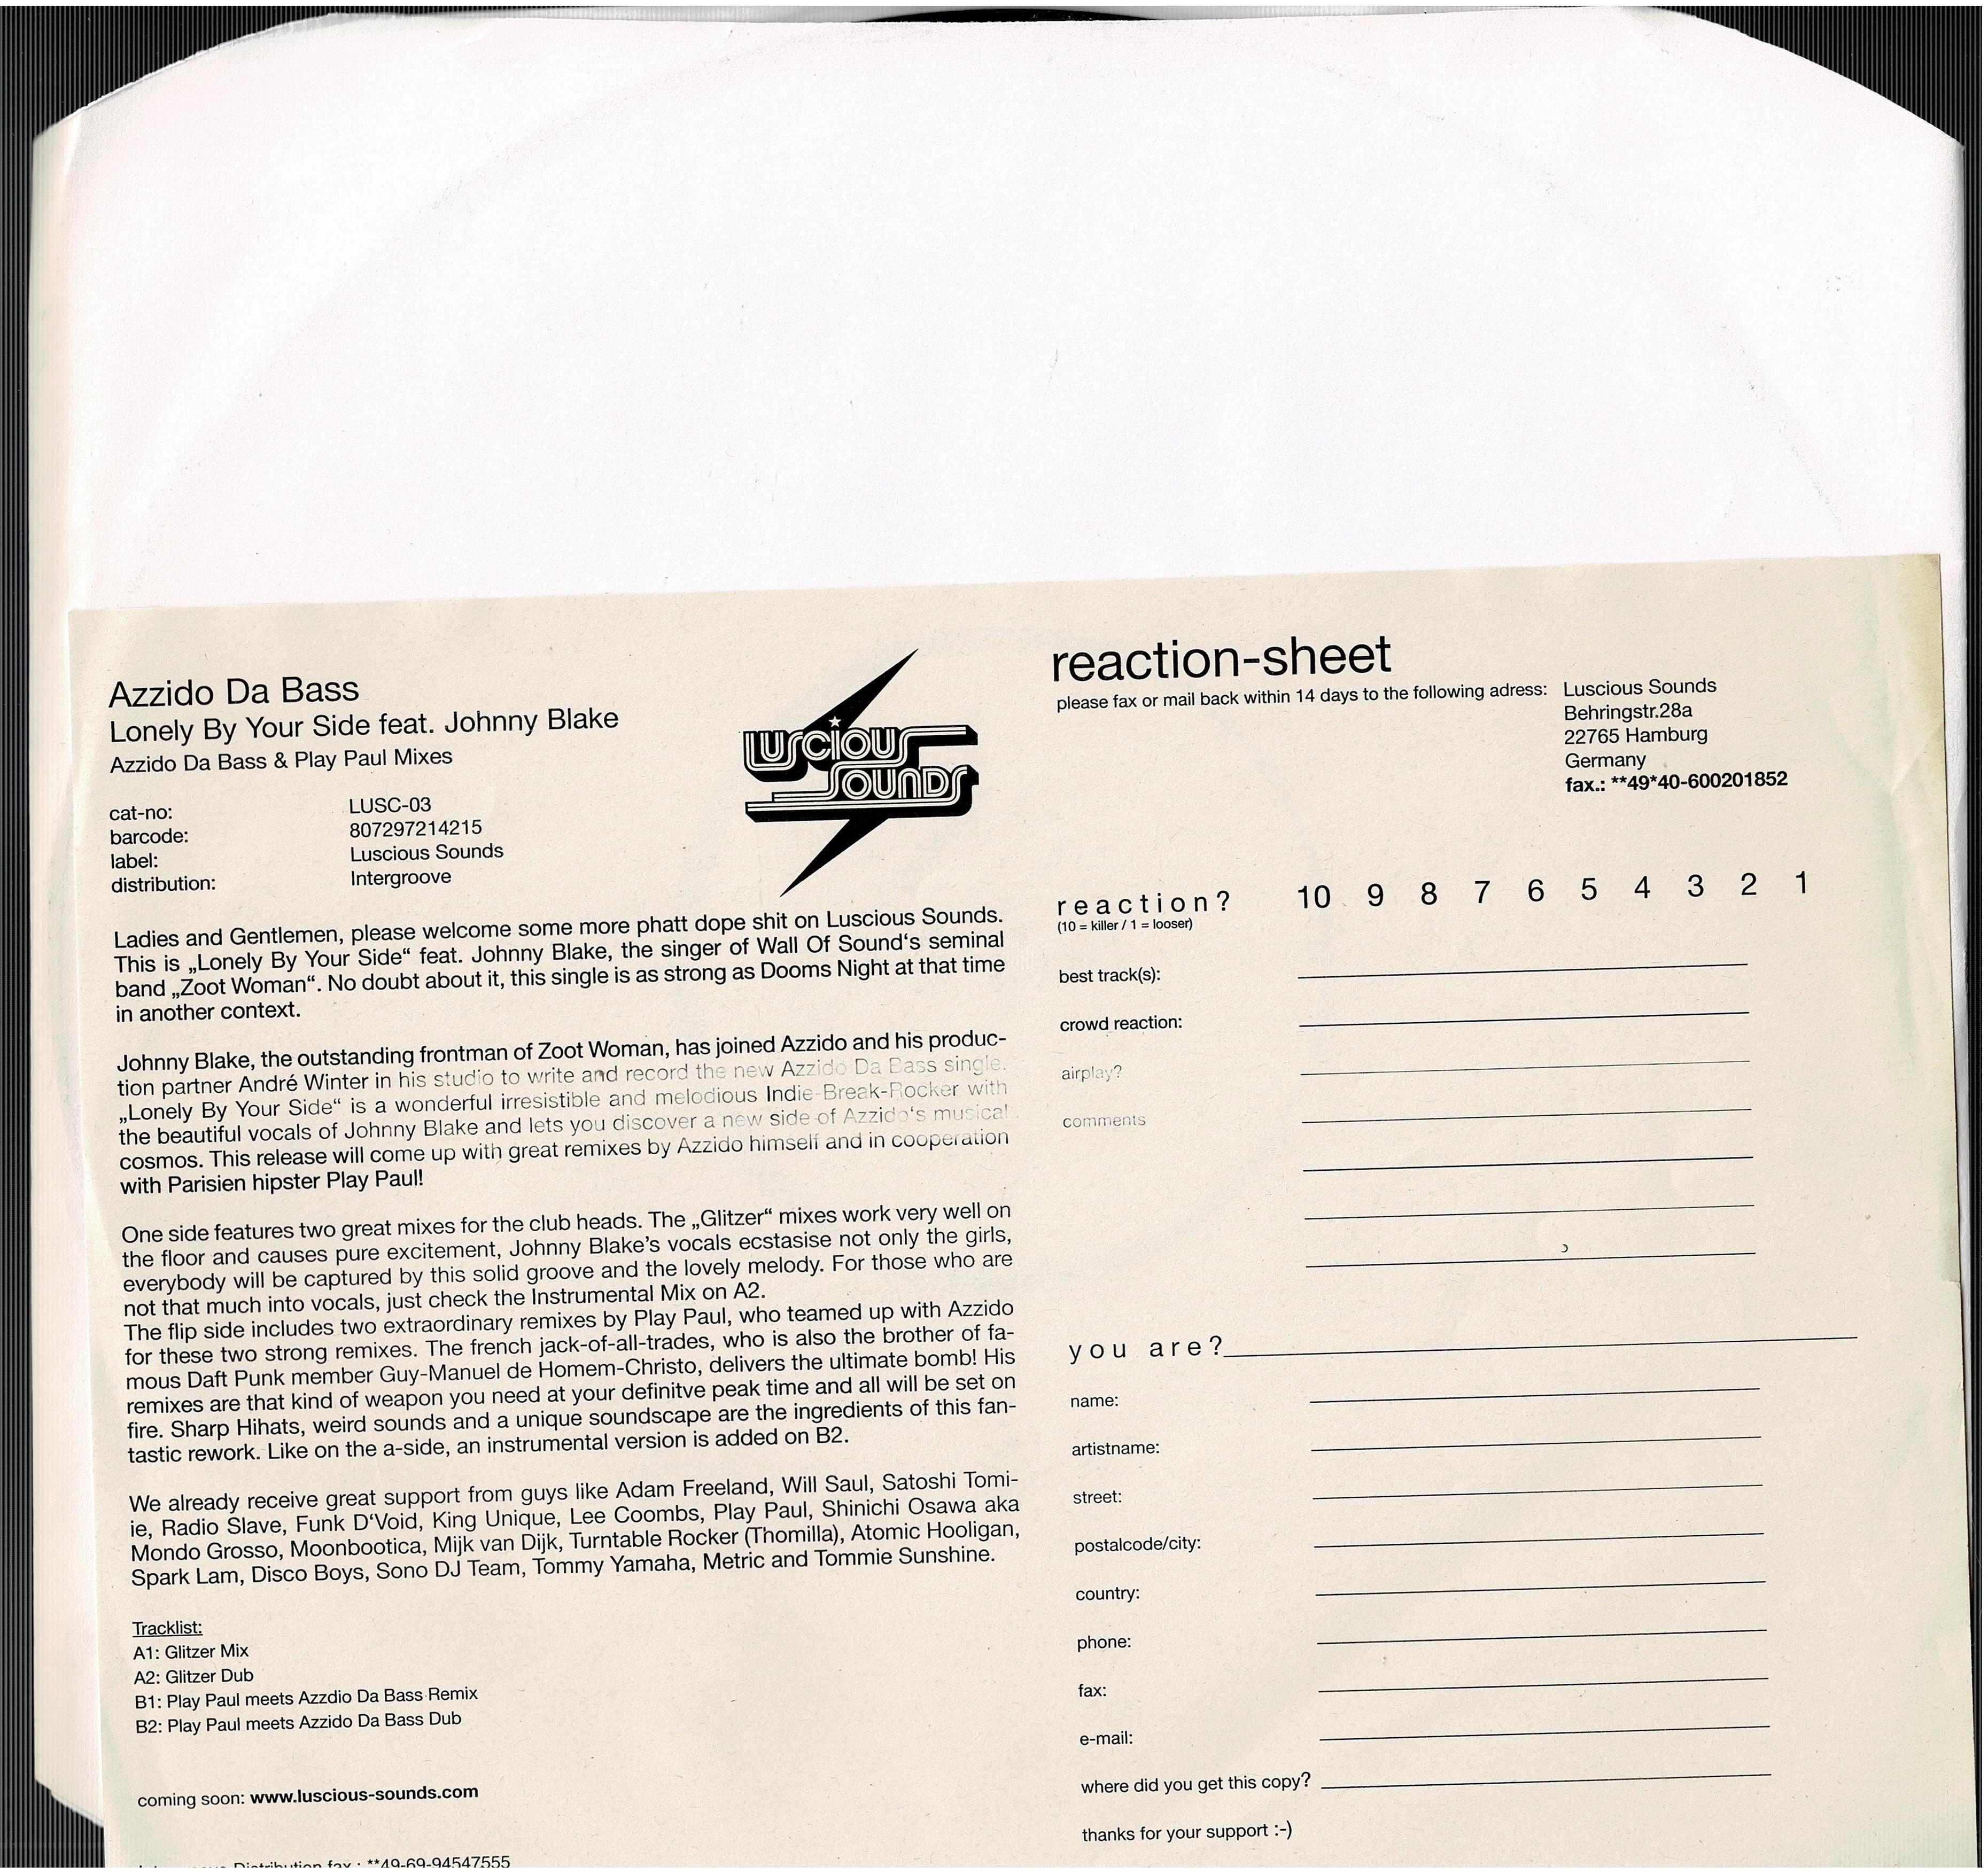 Azzido Da Bass
Lonely By Your Side feat. Johnny Blake
Azzido Da Bass & Play Paul Mixes
cat-no: LUSC-03
barcode: 807297214215
label: Luscious Sounds
distribution: Intergroove
LUSCIOUS
SOUNDS
Ladies and Gentlemen, please welcome some more phatt dope shit on Luscious Sounds.
This is „Lonely By Your Side“ feat. Johnny Blake, the singer of Wall Of Sound‘s seminal
band „Zoot Woman“. No doubt about it, this single is as strong as Dooms Night at that time
in another context.
Johnny Blake, the outstanding frontman of Zoot Woman, has joined Azzido and his produc-
tion partner André Winter in his studio to write and record the new Azzido Da Bass single.
„Lonely By Your Side“ is a wonderful irresistible and melodious Indie-Break-Rocker with
the beautiful vocals of Johnny Blake and lets you discover a new side of Azzido‘s musical
cosmos. This release will come up with great remixes by Azzido himself and in cooperation
with Parisien hipster Play Paul!
One side features two great mixes for the club heads. The „Glitzer“ mixes work very well on
the floor and causes pure excitement, Johnny Blake’s vocals ecstasise not only the girls,
everybody will be captured by this solid groove and the lovely melody. For those who are
not that much into vocals, just check the Instrumental Mix on A2.
The flip side includes two extraordinary remixes by Play Paul, who teamed up with Azzido
for these two strong remixes. The french jack-of-all-trades, who is also the brother of fa-
mous Daft Punk member Guy-Manuel de Homem-Christo, delivers the ultimate bomb! His
remixes are that kind of weapon you need at your definitve peak time and all will be set on
fire. Sharp Hihats, weird sounds and a unique soundscape are the ingredients of this fan-
tastic rework. Like on the a-side, an instrumental version is added on B2.
We already receive great support from guys like Adam Freeland, Will Saul, Satoshi Tomi-
ie, Radio Slave, Funk D‘Void, King Unique, Lee Coombs, Play Paul, Shinichi Osawa aka
Mondo Grosso, Moonbootica, Mijk van Dijk, Turntable Rocker (Thomilla), Atomic Hooligan,
Spark Lam, Disco Boys, Sono DJ Team, Tommy Yamaha, Metric and Tommie Sunshine.
Tracklist:
A1: Glitzer Mix
A2: Glitzer Dub
B1: Play Paul meets Azzdio Da Bass Remix
B2: Play Paul meets Azzido Da Bass Dub
coming soon: www.luscious-sounds.com
Distribution fax.: **49-69-94547555
reaction-sheet
please fax or mail back within 14 days to the following adress: Luscious Sounds
Behringstr.28a
22765 Hamburg
Germany
fax.: **49*40-600201852
reaction? 10 9 8 7 6 5 4 3 2 1
(10 = killer / 1 = looser)
best track(s):
crowd reaction:
airplay?
comments
you are?
name:
artistname:
street:
postalcode/city:
country:
phone:
fax:
e-mail:
where did you get this copy?
thanks for your support :-)